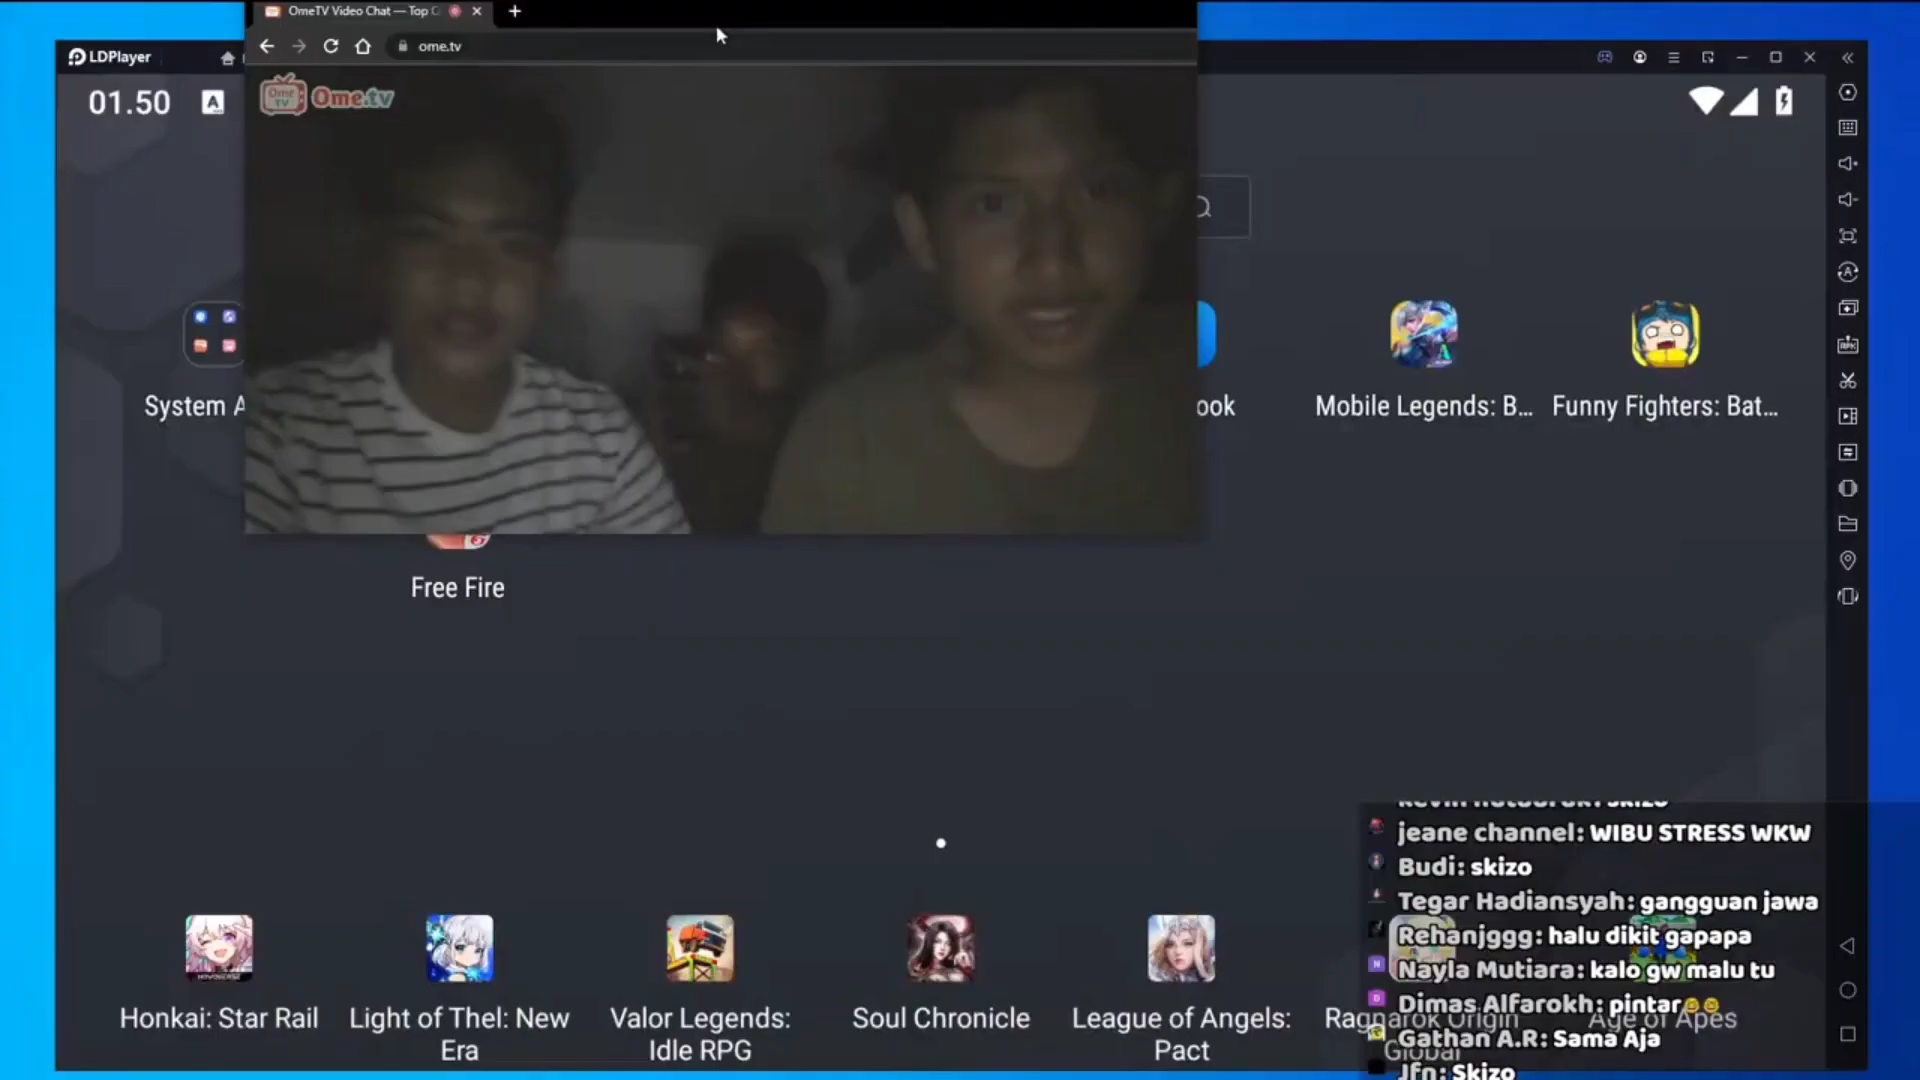 OmeTV Video Chat — Top C
LDPlayer
ome.tv
01.50
A
Ome TV
Ome.tv
System A
ook
Mobile Legends: B...
Funny Fighters: Bat...
Free Fire
jeane channel: WIBU STRESS WKW
Budi: skizo
Tegar Hadiansyah: gangguan jawa
Rehanjggg: halu dikit gapapa
Nayla Mutiara: kalo gw malu tu
Dimas Alfarokh: pintar
Gathan A.R: Sama Aja
Jfn: Skizo
Honkai: Star Rail
Light of Thel: New
Era
Valor Legends:
Idle RPG
Soul Chronicle
League of Angels:
Pact
Ragnarok Origin
Global
Age of Apes